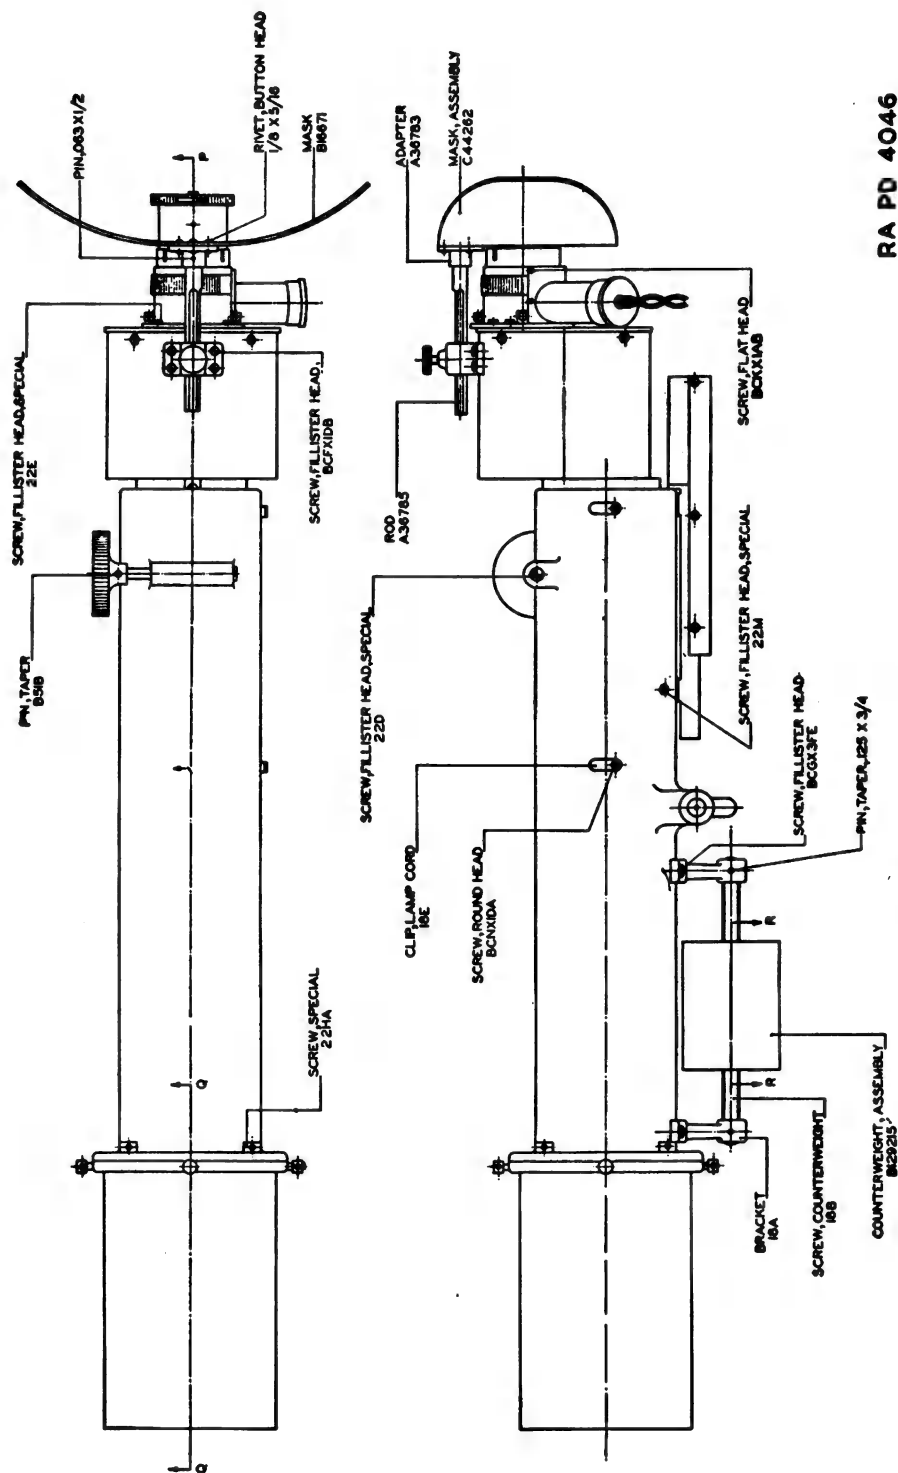 PIN,.063 X 1/2
RIVET, BUTTON HEAD
1/8 X 5/16
MASK
B16671
P
SCREW, FILLISTER HEAD, SPECIAL
22E
SCREW, FILLISTER HEAD,
BCFX1DB
PIN, TAPER
B51B
SCREW, SPECIAL
22HA
Q
Q
ADAPTER
A36783
MASK, ASSEMBLY
C44262
ROD
A36785
SCREW, FLAT HEAD
BCKX1AB
SCREW, FILLISTER HEAD, SPECIAL
22D
SCREW, FILLISTER HEAD, SPECIAL
22M
CLIP, LAMP CORD
18E
SCREW, ROUND HEAD
BCNX1DA
SCREW, FILLISTER HEAD-
BCGX3FE
PIN, TAPER, .125 X 3/4
R
R
BRACKET
18A
SCREW, COUNTERWEIGHT
18B
COUNTERWEIGHT, ASSEMBLY
B129215
RA PD 4046